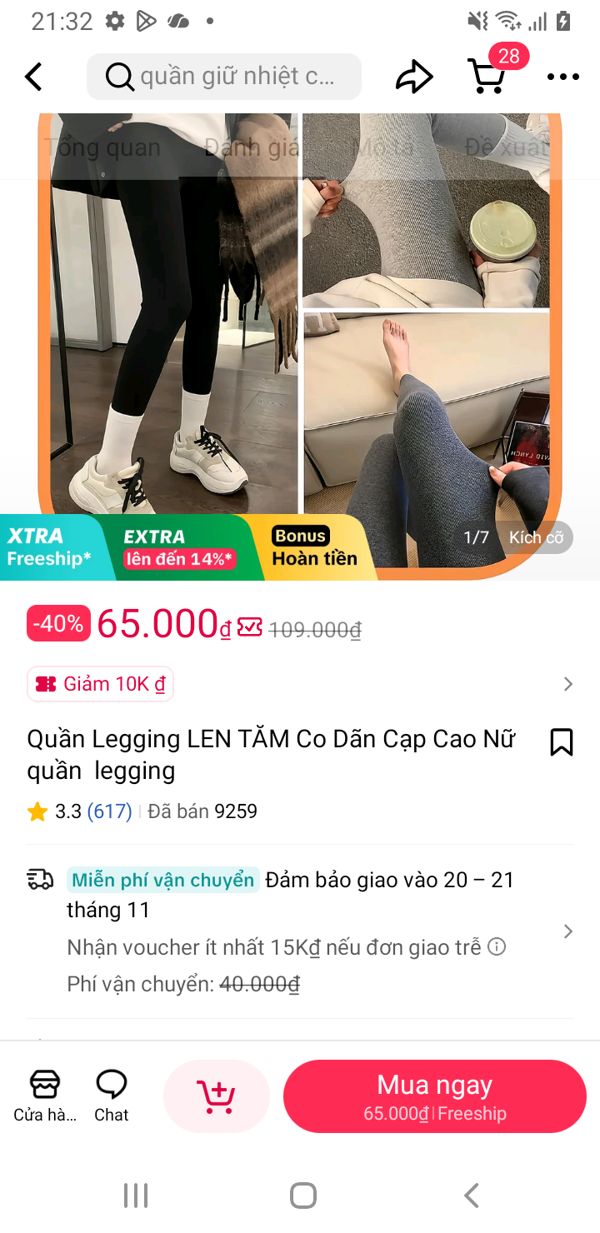 21:32
quần giữ nhiệt c...
28
Tổng quan Đánh giá Mô tả Đề xuất
XTRA
Freeship*
EXTRA
lên đến 14%*
Bonus
Hoàn tiền
1/7 Kích cỡ
-40% 65.000₫ 109.000₫
Giảm 10K ₫
Quần Legging LEN TĂM Co Dãn Cạp Cao Nữ
quần legging
3.3 (617) Đã bán 9259
Miễn phí vận chuyển Đảm bảo giao vào 20 – 21
tháng 11
Nhận voucher ít nhất 15K₫ nếu đơn giao trễ
Phí vận chuyển: 40.000₫
Cửa hà... Chat
Mua ngay
65.000₫ | Freeship